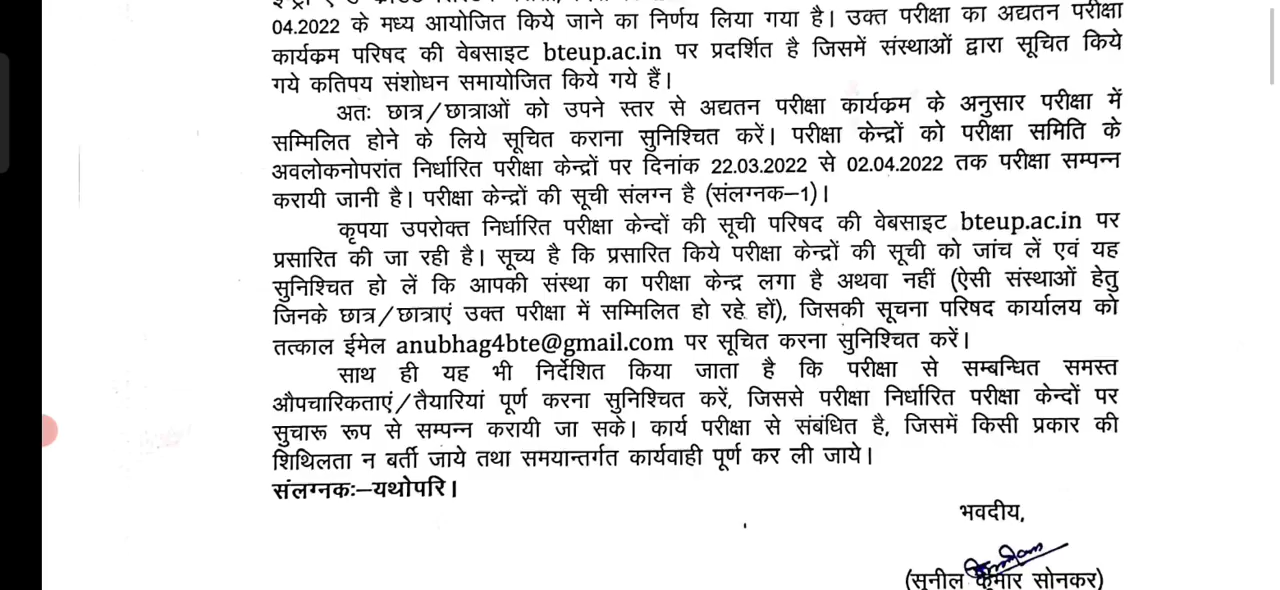 04.2022 के मध्य आयोजित किये जाने का निर्णय लिया गया है। उक्त परीक्षा का अद्यतन परीक्षा
कार्यक्रम परिषद की वेबसाइट bteup.ac.in पर प्रदर्शित है जिसमें संस्थाओं द्वारा सूचित किये
गये कतिपय संशोधन समायोजित किये गये हैं।
अतः छात्र/छात्राओं को उपने स्तर से अद्यतन परीक्षा कार्यक्रम के अनुसार परीक्षा में
सम्मिलित होने के लिये सूचित कराना सुनिश्चित करें। परीक्षा केन्द्रों को परीक्षा समिति के
अवलोकनोपरांत निर्धारित परीक्षा केन्द्रों पर दिनांक 22.03.2022 से 02.04.2022 तक परीक्षा सम्पन्न
करायी जानी है। परीक्षा केन्द्रों की सूची संलग्न है (संलग्नक–1)।
कृपया उपरोक्त निर्धारित परीक्षा केन्दों की सूची परिषद की वेबसाइट bteup.ac.in पर
प्रसारित की जा रही है। सूच्य है कि प्रसारित किये परीक्षा केन्द्रों की सूची को जांच लें एवं यह
सुनिश्चित हो लें कि आपकी संस्था का परीक्षा केन्द्र लगा है अथवा नहीं (ऐसी संस्थाओं हेतु
जिनके छात्र/छात्राएं उक्त परीक्षा में सम्मिलित हो रहे हों), जिसकी सूचना परिषद कार्यालय को
तत्काल ईमेल anubhag4bte@gmail.com पर सूचित करना सुनिश्चित करें।
साथ ही यह भी निर्देशित किया जाता है कि परीक्षा से सम्बन्धित समस्त
औपचारिकताएं/तैयारियां पूर्ण करना सुनिश्चित करें, जिससे परीक्षा निर्धारित परीक्षा केन्दों पर
सुचारू रूप से सम्पन्न करायी जा सके। कार्य परीक्षा से संबंधित है, जिसमें किसी प्रकार की
शिथिलता न बर्ती जाये तथा समयान्तर्गत कार्यवाही पूर्ण कर ली जाये।
संलग्नकः–यथोपरि।
भवदीय,
(सुनील कुमार सोनकर)